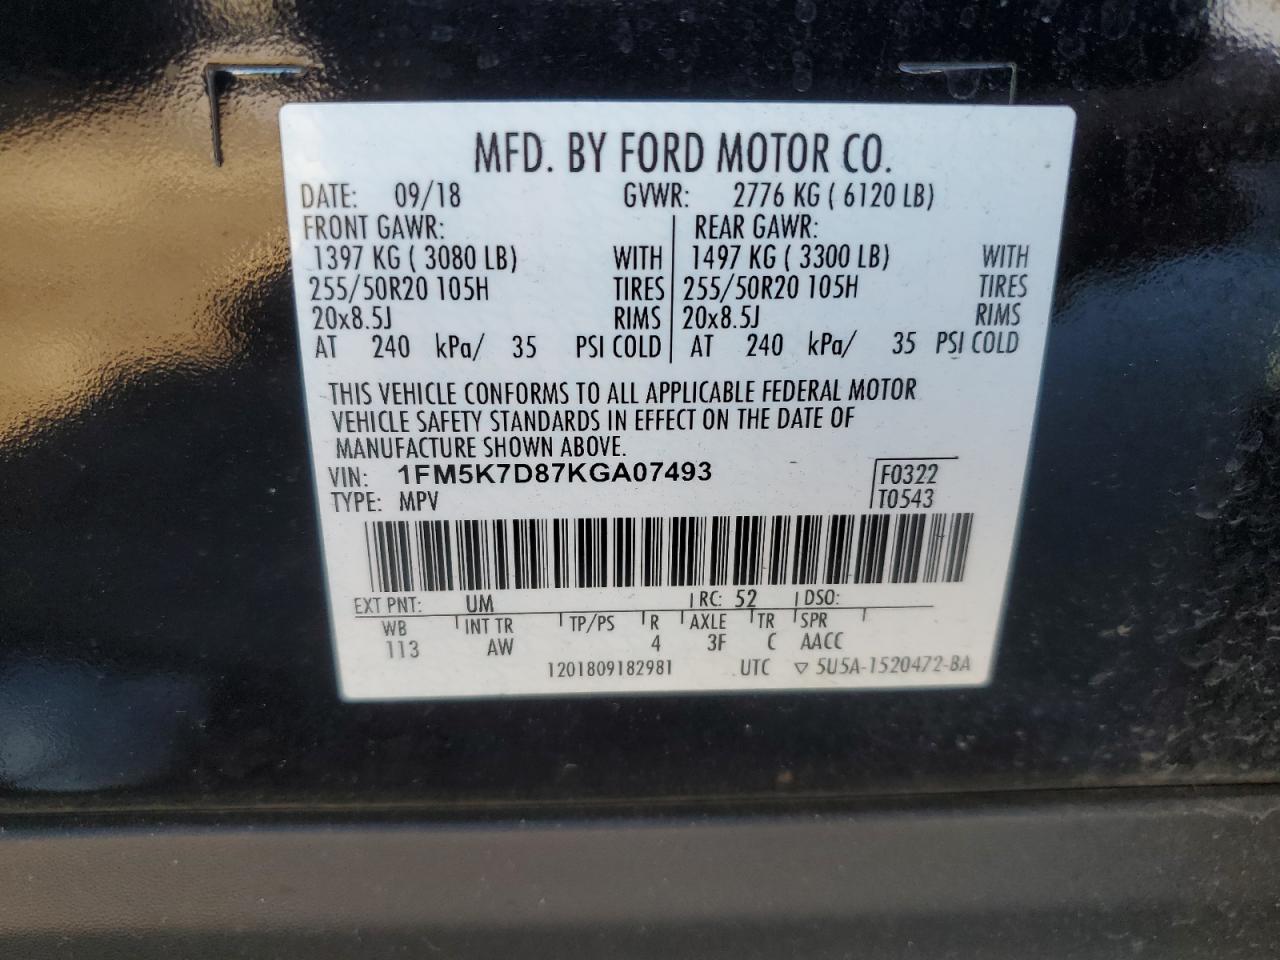 MFD. BY FORD MOTOR CO.
DATE: 09/18 GVWR: 2776 KG ( 6120 LB)
FRONT GAWR: REAR GAWR:
1397 KG ( 3080 LB) WITH 1497 KG ( 3300 LB) WITH
255/50R20 105H TIRES 255/50R20 105H TIRES
20x8.5J RIMS 20x8.5J RIMS
AT 240 kPa/ 35 PSI COLD AT 240 kPa/ 35 PSI COLD
THIS VEHICLE CONFORMS TO ALL APPLICABLE FEDERAL MOTOR
VEHICLE SAFETY STANDARDS IN EFFECT ON THE DATE OF
MANUFACTURE SHOWN ABOVE.
VIN: 1FM5K7D87KGA07493 F0322
TYPE: MPV T0543
EXT PNT: UM RC: 52 DSO:
WB INT TR TP/PS R AXLE TR SPR
113 AW 4 3F C AACC
1201809182981 UTC ▽ 5U5A-1520472-BA